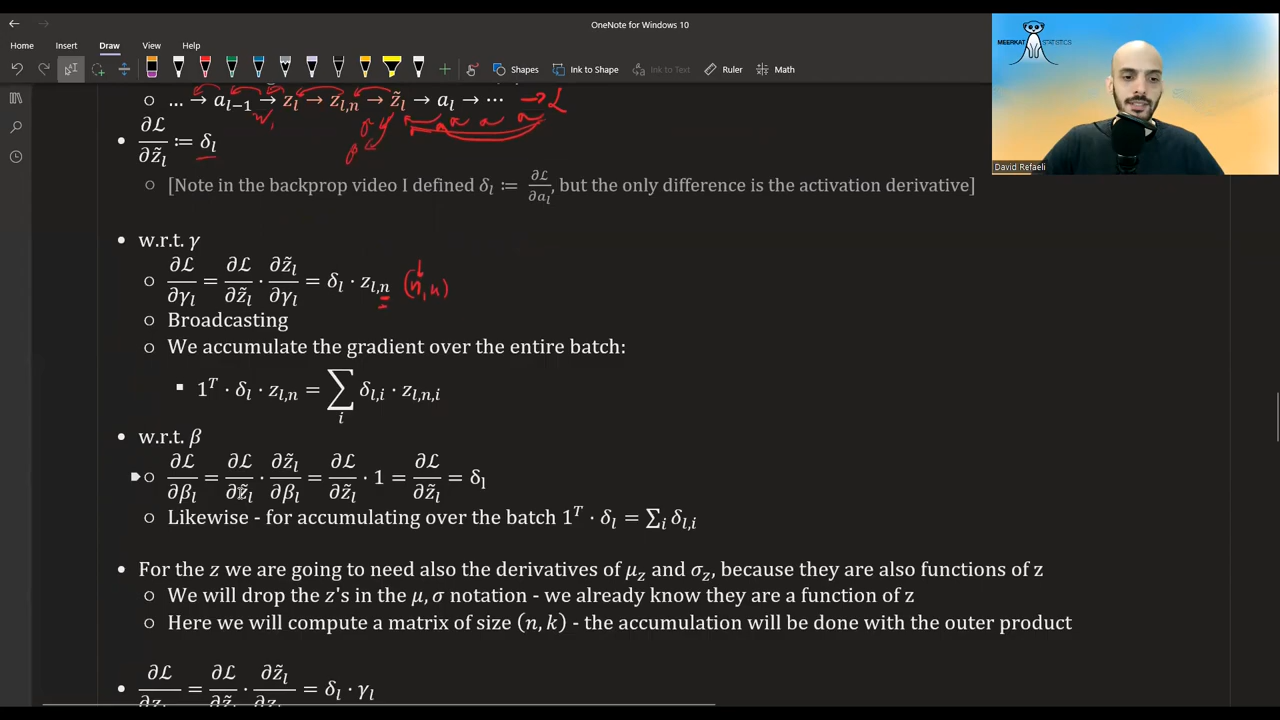 OneNote for Windows 10
Home Insert Draw View Help
Shapes Ink to Shape Ink to Text Ruler Math
MEERKAT STATISTICS
David Refaeli
… → a_{l−1} → z_l → z_{l,n} → z̃_l → a_l → ⋯ → ℒ
∂ℒ/∂z̃_l ≔ δ_l
[Note in the backprop video I defined δ_l ≔ ∂ℒ/∂a_l, but the only difference is the activation derivative]
w.r.t. γ
∂ℒ/∂γ_l = ∂ℒ/∂z̃_l · ∂z̃_l/∂γ_l = δ_l · z_{l,n}
Broadcasting
We accumulate the gradient over the entire batch:
1^T · δ_l · z_{l,n} = ∑_i δ_{l,i} · z_{l,n,i}
w.r.t. β
∂ℒ/∂β_l = ∂ℒ/∂z̃_l · ∂z̃_l/∂β_l = ∂ℒ/∂z̃_l · 1 = ∂ℒ/∂z̃_l = δ_l
Likewise - for accumulating over the batch 1^T · δ_l = ∑_i δ_{l,i}
For the z we are going to need also the derivatives of μ_z and σ_z, because they are also functions of z
We will drop the z's in the μ, σ notation - we already know they are a function of z
Here we will compute a matrix of size (n, k) - the accumulation will be done with the outer product
∂ℒ = ∂ℒ/∂z̃_l · ∂z̃_l = δ_l · γ_l